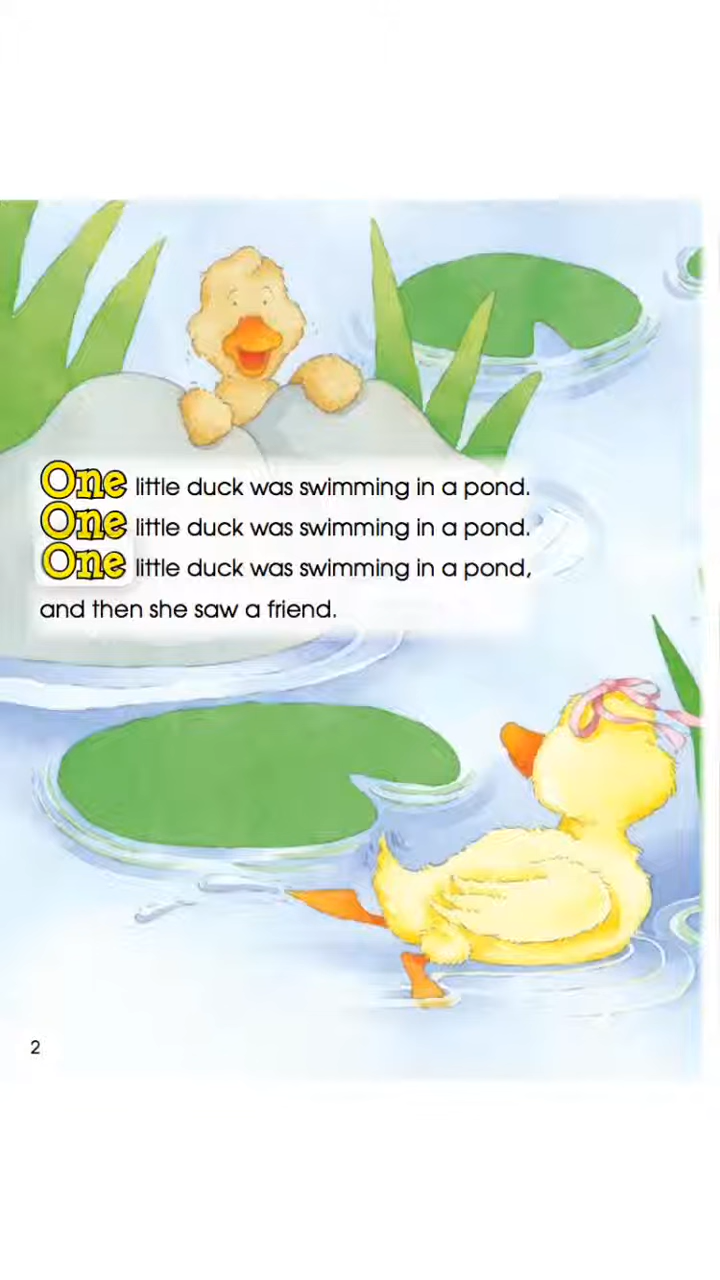 One little duck was swimming in a pond.
One little duck was swimming in a pond.
One little duck was swimming in a pond,
and then she saw a friend.
2